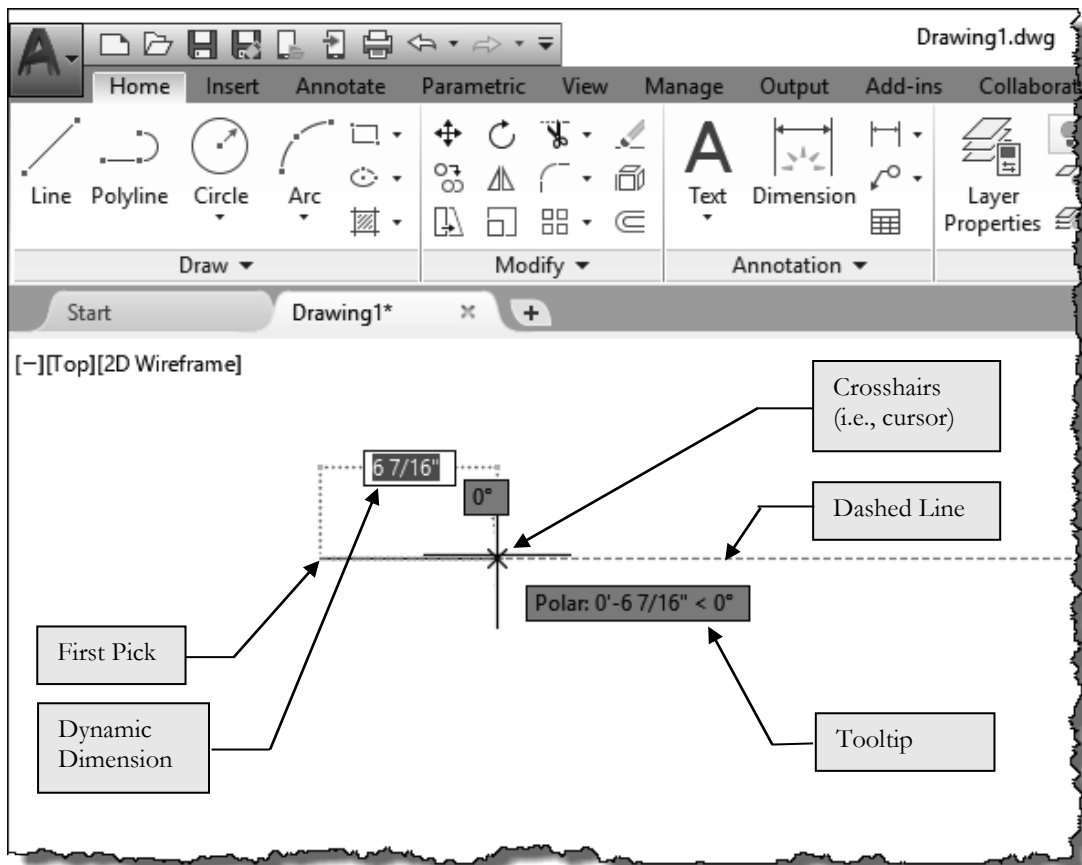 Drawing1.dwg
Home Insert Annotate Parametric View Manage Output Add-ins Collaborat
Line Polyline Circle Arc Text Dimension Layer Properties
Draw Modify Annotation
Start Drawing1*
[−][Top][2D Wireframe]
Crosshairs
(i.e., cursor)
6 7/16"
0°
Dashed Line
Polar: 0'-6 7/16" < 0°
First Pick
Dynamic
Dimension
Tooltip